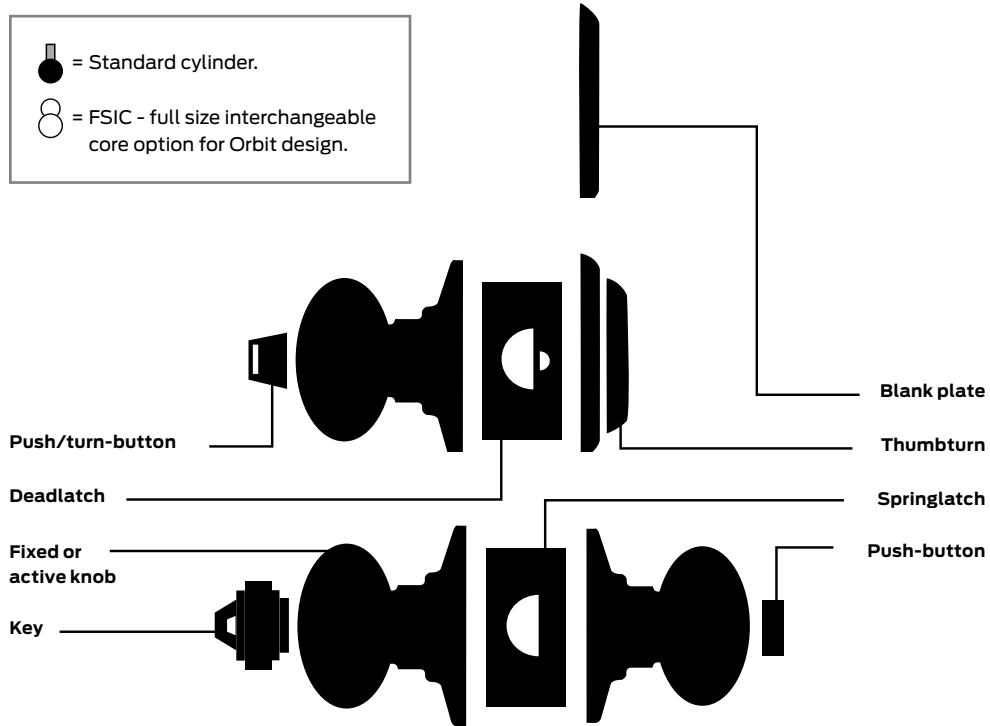 = Standard cylinder.
= FSIC - full size interchangeable
core option for Orbit design.
Blank plate
Push/turn-button
Thumbturn
Deadlatch
Springlatch
Fixed or
active knob
Push-button
Key